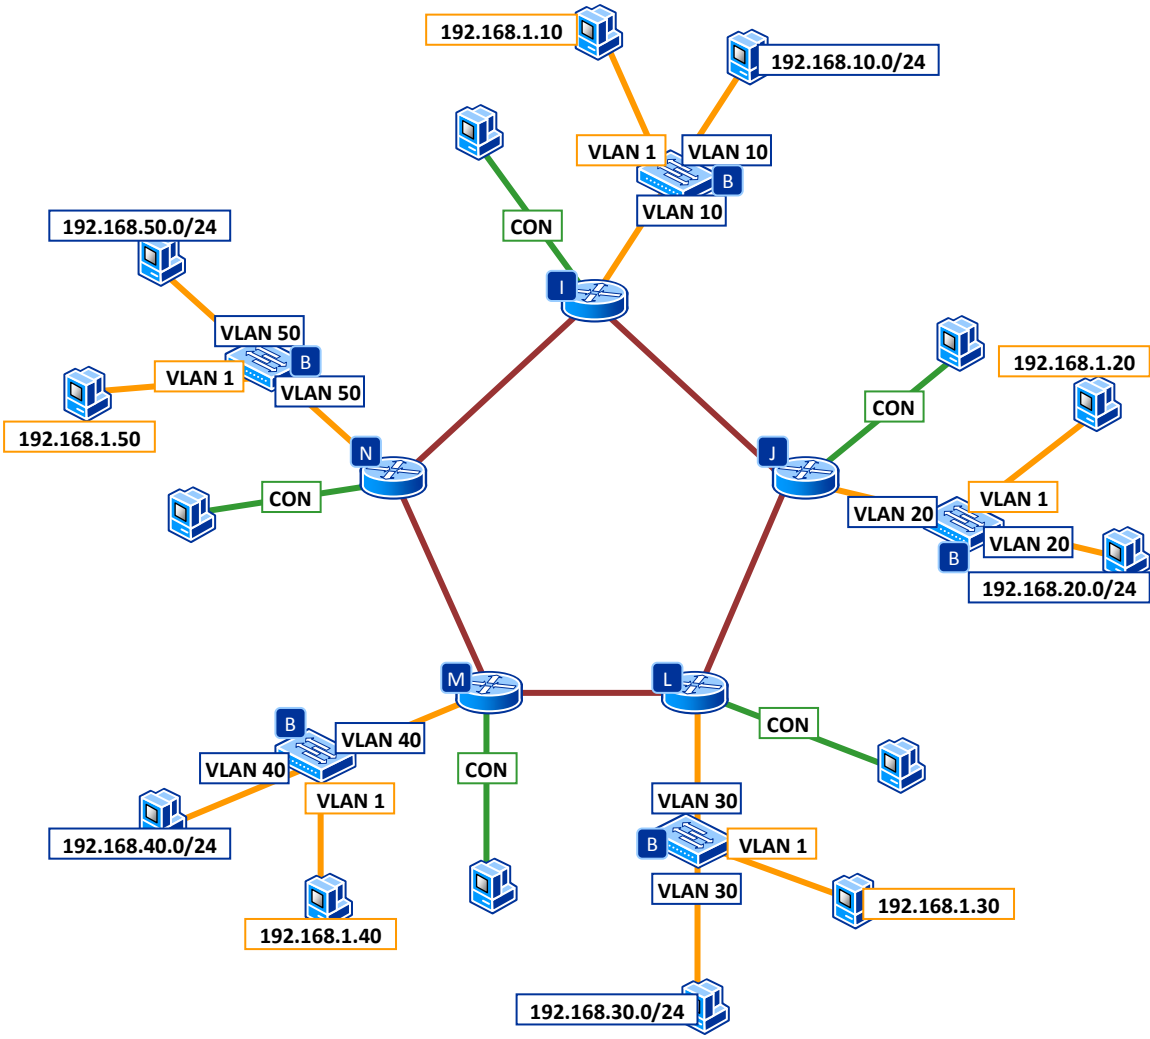 192.168.1.10
192.168.10.0/24
VLAN 1
VLAN 10
B
VLAN 10
CON
I
192.168.50.0/24
VLAN 50
B
VLAN 1
VLAN 50
192.168.1.50
N
CON
192.168.1.20
CON
J
VLAN 1
VLAN 20
VLAN 20
B
192.168.20.0/24
M
L
B
VLAN 40
CON
VLAN 40
CON
VLAN 1
192.168.40.0/24
192.168.1.40
VLAN 30
B
VLAN 1
VLAN 30
192.168.1.30
192.168.30.0/24